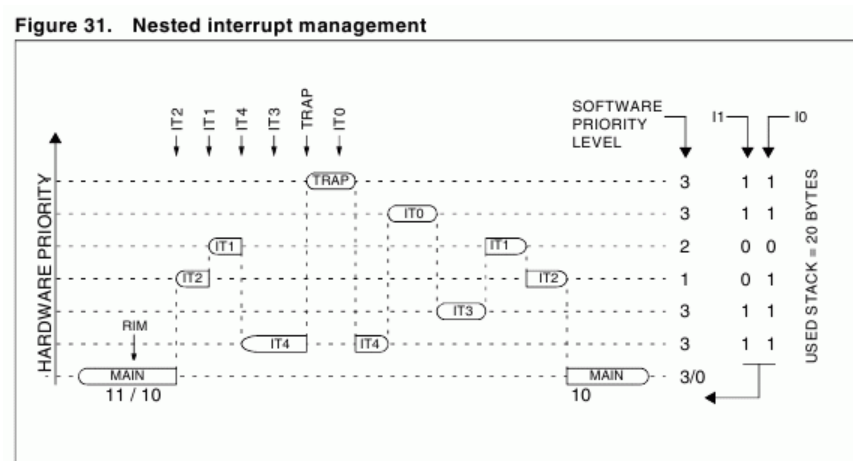 Figure 31. Nested interrupt management
IT2
IT1
IT4
IT3
TRAP
IT0
SOFTWARE
PRIORITY
LEVEL
I1
I0
HARDWARE PRIORITY
USED STACK = 20 BYTES
TRAP
3
1 1
IT0
3
1 1
IT1
IT1
2
0 0
IT2
IT2
1
0 1
IT3
3
1 1
RIM
IT4
IT4
3
1 1
MAIN
MAIN
3/0
11 / 10
10